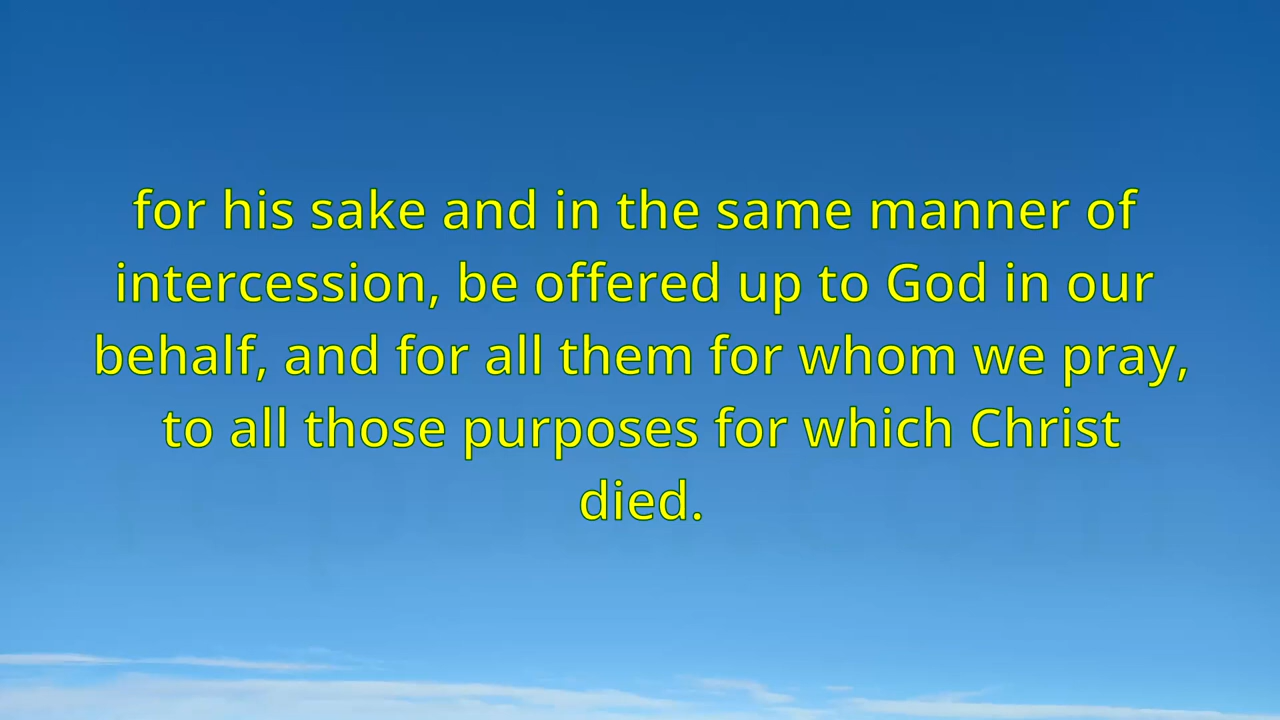 for his sake and in the same manner of
intercession, be offered up to God in our
behalf, and for all them for whom we pray,
to all those purposes for which Christ
died.